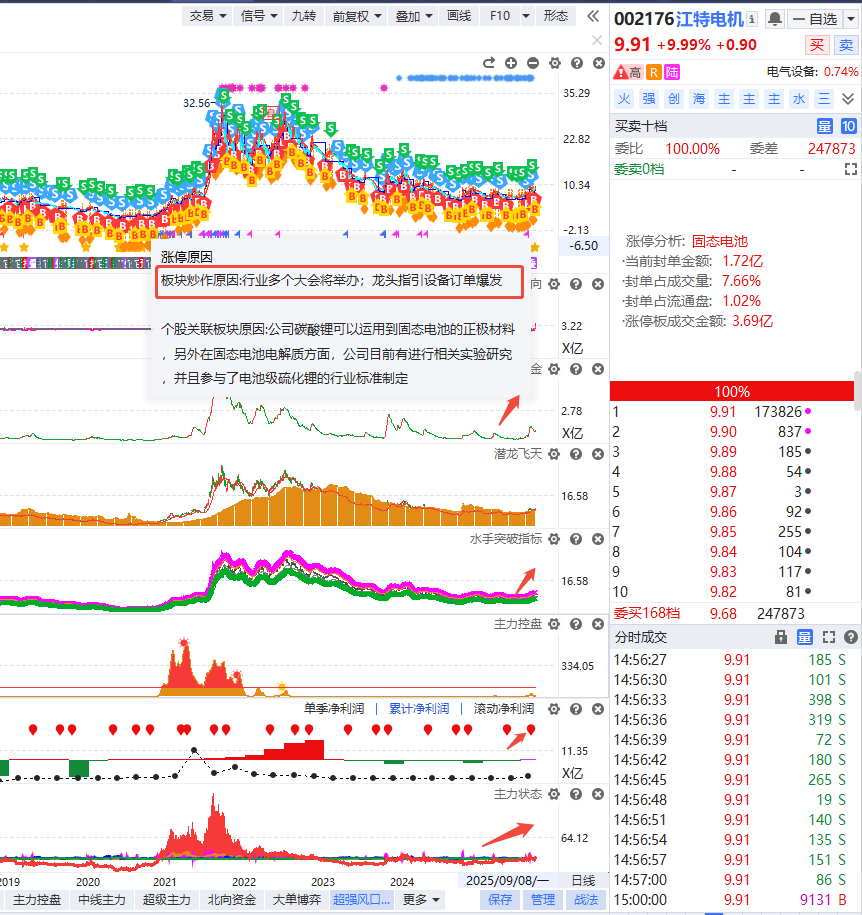 交易 信号 九转 前复权 叠加 画线 F10 形态
002176江特电机 自选
9.91 +9.99% +0.90 买 卖
高 R 陆 电气设备: 0.74%
火 强 创 海 主 主 主 水 三
买卖十档 量 10
委比 100.00% 委差 247873
委卖0档 - -
涨停分析: 固态电池
·当前封单金额: 1.72亿
·封单占成交量: 7.66%
·封单占流通盘: 1.02%
·涨停板成交金额: 3.69亿
100%
1 9.91 173826
2 9.90 837
3 9.89 185
4 9.88 54
5 9.87 3
6 9.86 92
7 9.85 255
8 9.84 104
9 9.83 117
10 9.82 81
委买168档 9.68 247873
分时成交 量
14:56:27 9.91 185 S
14:56:30 9.91 101 S
14:56:33 9.91 398 S
14:56:36 9.91 319 S
14:56:39 9.91 72 S
14:56:42 9.91 180 S
14:56:45 9.91 265 S
14:56:48 9.91 19 S
14:56:51 9.91 140 S
14:56:54 9.91 135 S
14:56:57 9.91 151 S
14:57:00 9.91 86 S
15:00:00 9.91 9131 B
32.56
35.29
22.82
10.34
-2.13
-6.50
涨停原因
板块炒作原因:行业多个大会将举办；龙头指引设备订单爆发
个股关联板块原因:公司碳酸锂可以运用到固态电池的正极材料
，另外在固态电池电解质方面，公司目前有进行相关实验研究
，并且参与了电池级硫化锂的行业标准制定
向
3.22
X亿
金
2.78
X亿
潜龙飞天
16.58
水手突破指标
16.58
主力控盘
334.05
单季净利润 | 累计净利润 | 滚动净利润
11.35
X亿
主力状态
64.12
2019 2020 2021 2022 2023 2024 2025/09/08/一 日线
主力控盘 中线主力 超级主力 北向资金 大单博弈 超强风口... 更多 保存 管理 战法